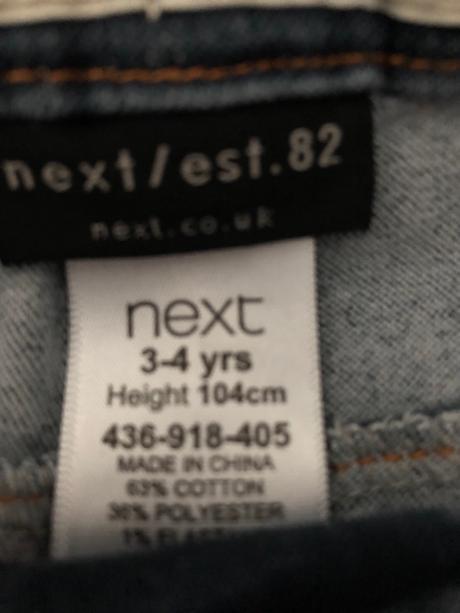 next/est.82
next.co.uk
next
3-4 yrs
Height 104cm
436-918-405
MADE IN CHINA
63% COTTON
36% POLYESTER
1%